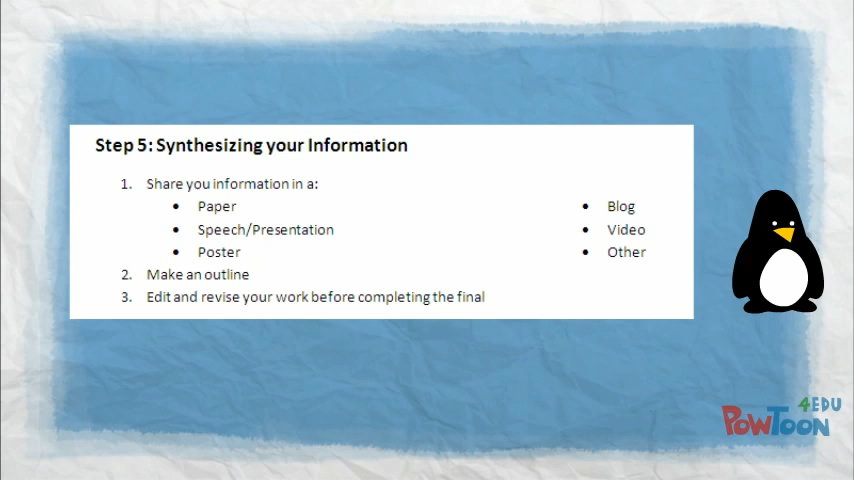 Step 5: Synthesizing your Information
1. Share you information in a:
• Paper
• Blog
• Speech/Presentation
• Video
• Poster
• Other
2. Make an outline
3. Edit and revise your work before completing the final
4EDU
POWTOON